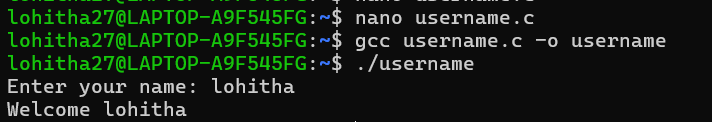 lohitha27@LAPTOP-A9F545FG:~$ nano username.c
lohitha27@LAPTOP-A9F545FG:~$ gcc username.c -o username
lohitha27@LAPTOP-A9F545FG:~$ ./username
Enter your name: lohitha
Welcome lohitha